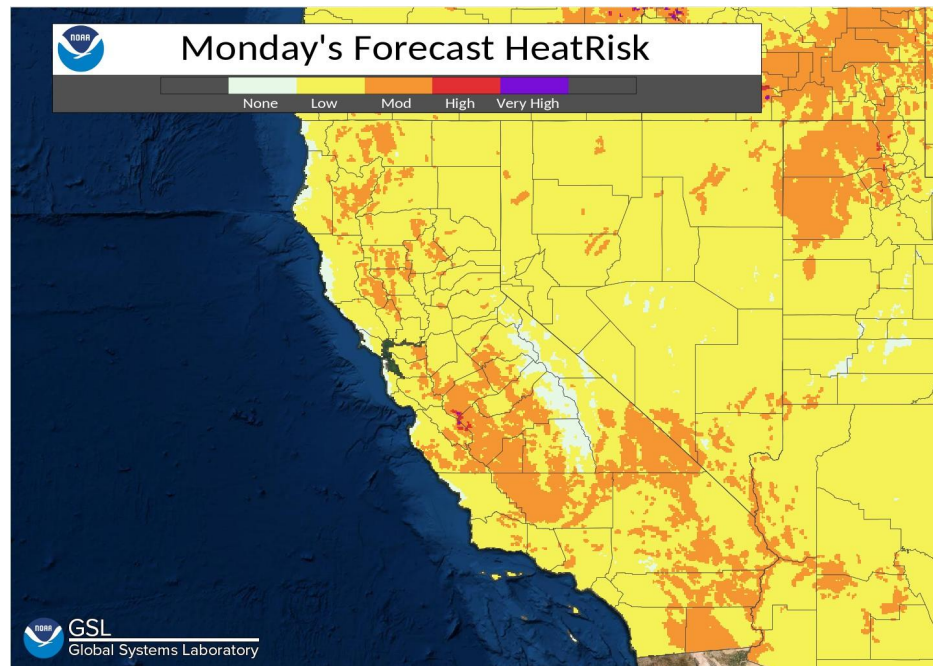 NOAA
Monday's Forecast HeatRisk
None Low Mod High Very High
NOAA
GSL
Global Systems Laboratory